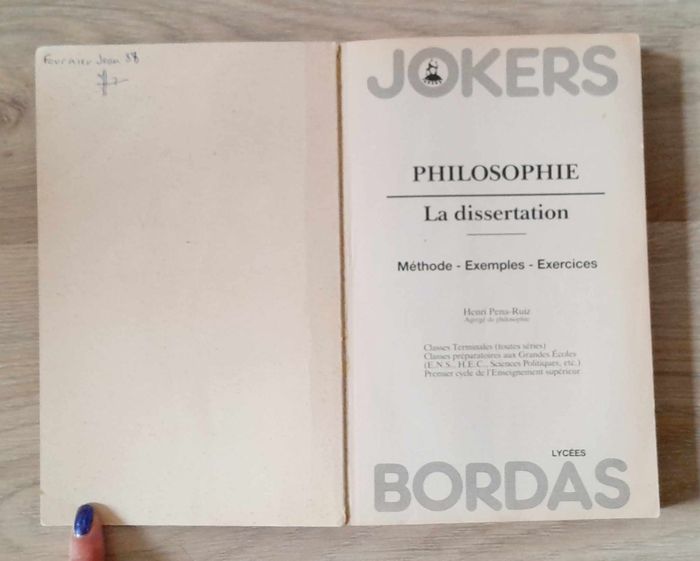 Fournier Jean 88
JOKERS
PHILOSOPHIE
La dissertation
Méthode - Exemples - Exercices
Henri Pena-Ruiz
Agrégé de philosophie
Classes Terminales (toutes séries)
Classes préparatoires aux Grandes Écoles
(E.N.S., H.E.C., Sciences Politiques, etc.)
Premier cycle de l'Enseignement supérieur
LYCÉES
BORDAS